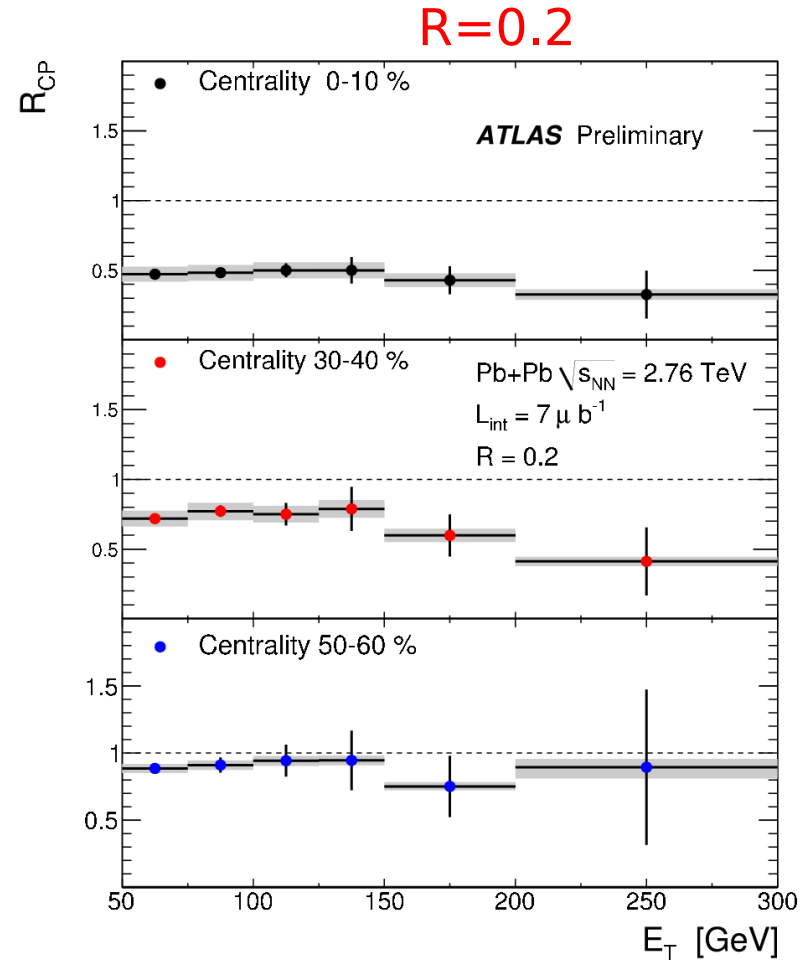 R=0.2
R_CP
Centrality 0-10 %
ATLAS Preliminary
1.5
1
0.5
Centrality 30-40 %
Pb+Pb √s_NN = 2.76 TeV
L_int = 7 μ b⁻¹
R = 0.2
1.5
1
0.5
Centrality 50-60 %
1.5
1
0.5
50 100 150 200 250 300
E_T [GeV]